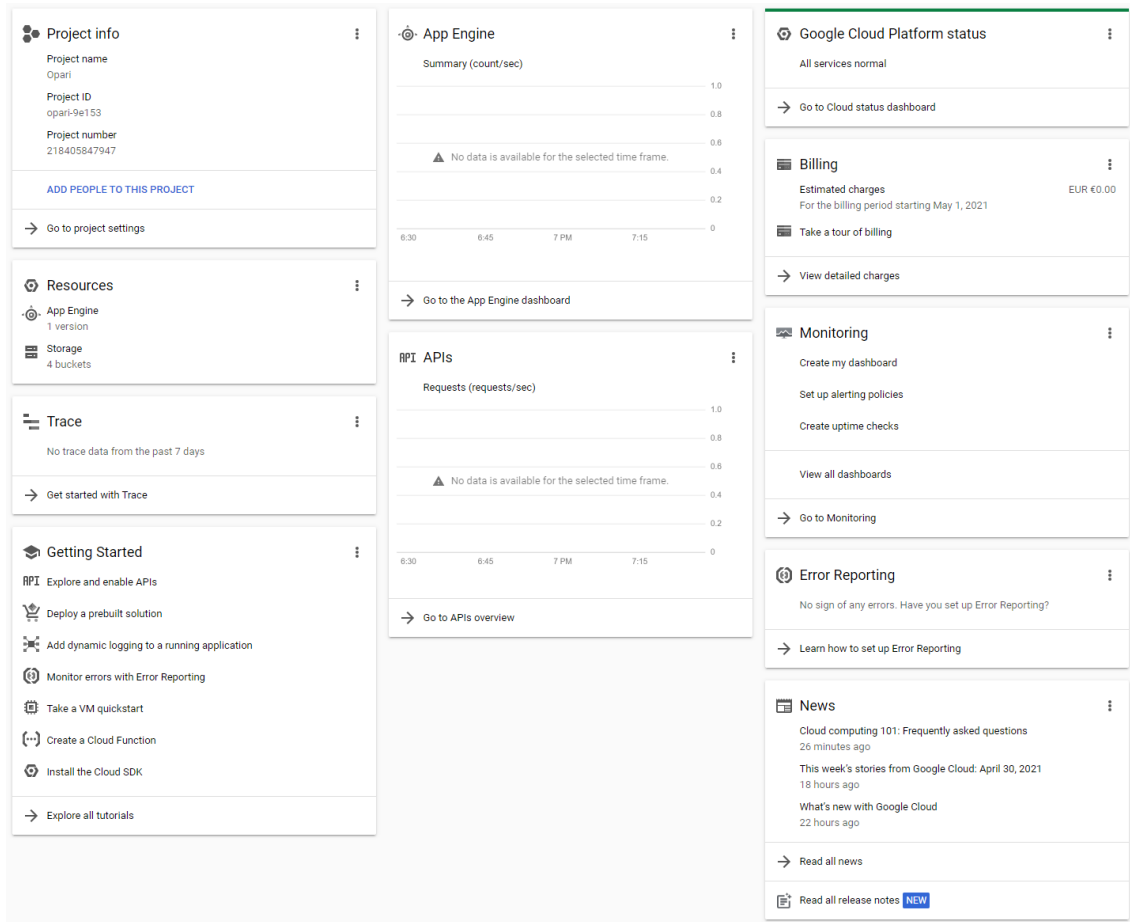 Project info
Project name
Opari
Project ID
opari-9e153
Project number
218405847947
ADD PEOPLE TO THIS PROJECT
Go to project settings
Resources
App Engine
1 version
Storage
4 buckets
Trace
No trace data from the past 7 days
Get started with Trace
Getting Started
API Explore and enable APIs
Deploy a prebuilt solution
Add dynamic logging to a running application
Monitor errors with Error Reporting
Take a VM quickstart
Create a Cloud Function
Install the Cloud SDK
Explore all tutorials
App Engine
Summary (count/sec)
1.0
0.8
0.6
No data is available for the selected time frame.
0.4
0.2
0
6:30 6:45 7 PM 7:15
Go to the App Engine dashboard
API APIs
Requests (requests/sec)
1.0
0.8
0.6
No data is available for the selected time frame.
0.4
0.2
0
6:30 6:45 7 PM 7:15
Go to APIs overview
Google Cloud Platform status
All services normal
Go to Cloud status dashboard
Billing
Estimated charges EUR €0.00
For the billing period starting May 1, 2021
Take a tour of billing
View detailed charges
Monitoring
Create my dashboard
Set up alerting policies
Create uptime checks
View all dashboards
Go to Monitoring
Error Reporting
No sign of any errors. Have you set up Error Reporting?
Learn how to set up Error Reporting
News
Cloud computing 101: Frequently asked questions
26 minutes ago
This week's stories from Google Cloud: April 30, 2021
18 hours ago
What's new with Google Cloud
22 hours ago
Read all news
Read all release notes NEW